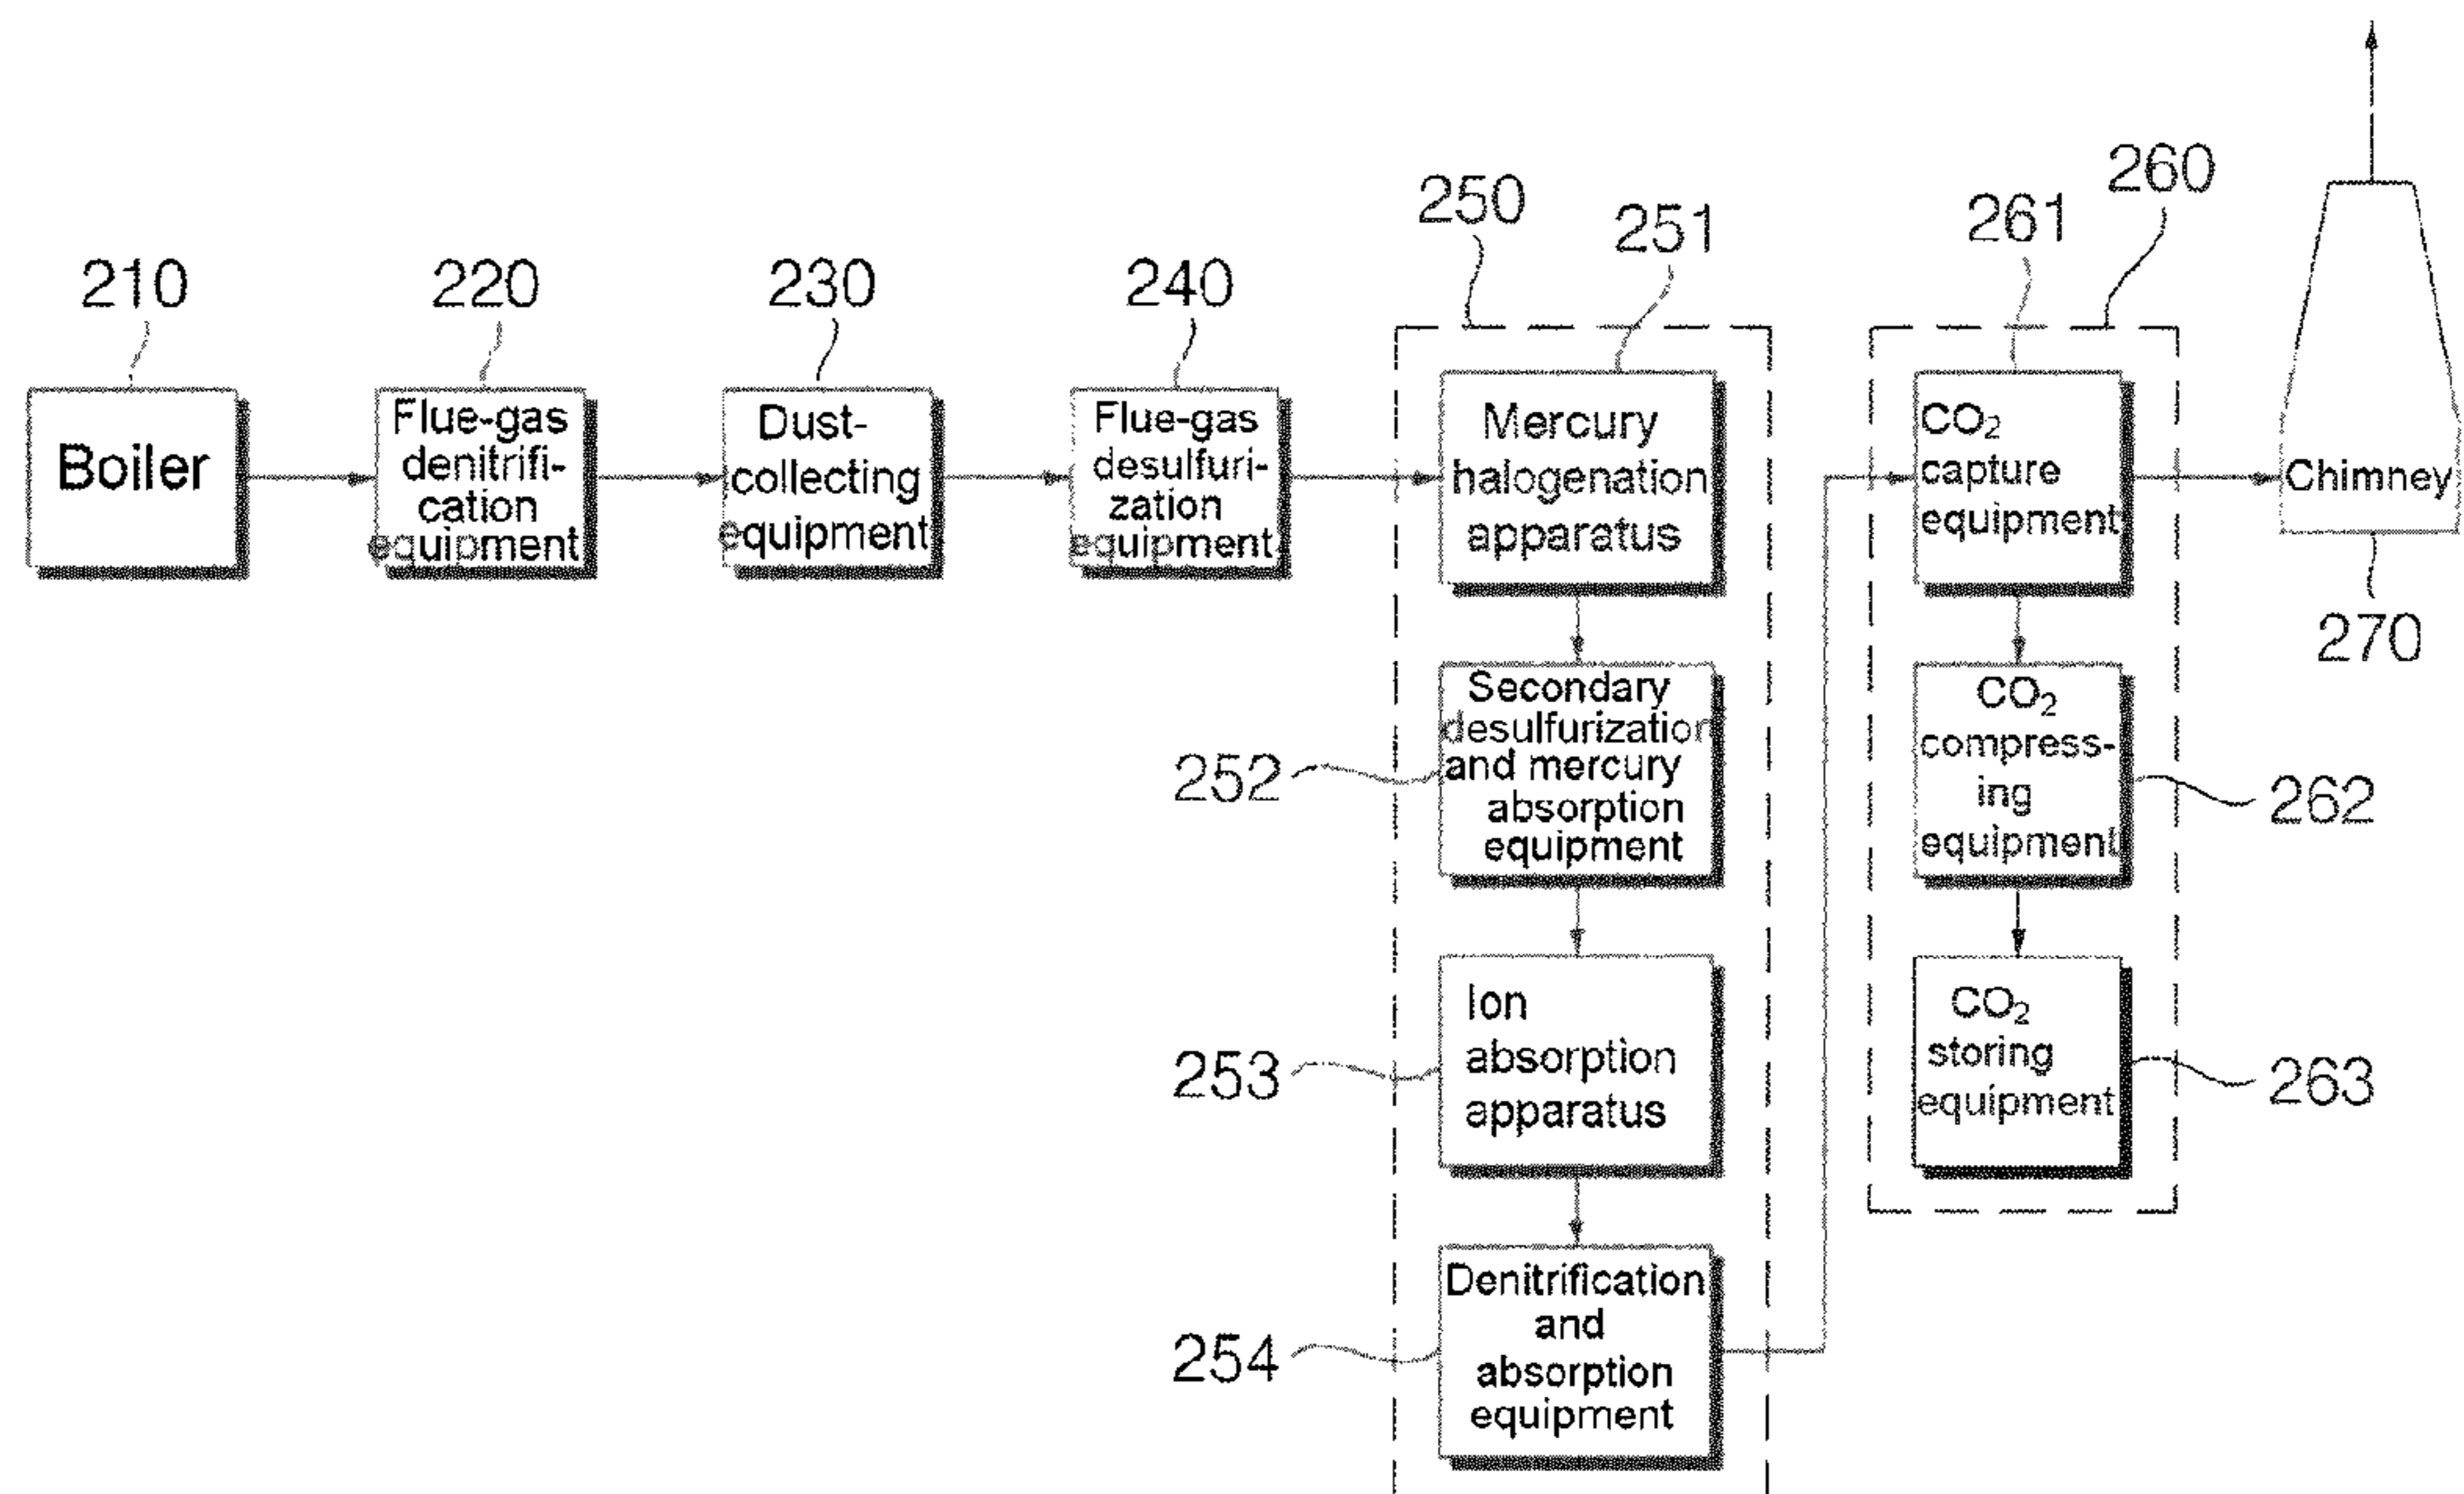 210
Boiler
220
Flue-gas
denitrifi-
cation
equipment
230
Dust-
collecting
equipment
240
Flue-gas
desulfuri-
zation
equipment
250
251
Mercury
halogenation
apparatus
252
Secondary
desulfurization
and mercury
absorption
equipment
253
Ion
absorption
apparatus
254
Denitrification
and
absorption
equipment
260
261
CO₂
capture
equipment
262
CO₂
compress-
ing
equipment
263
CO₂
storing
equipment
Chimney
270